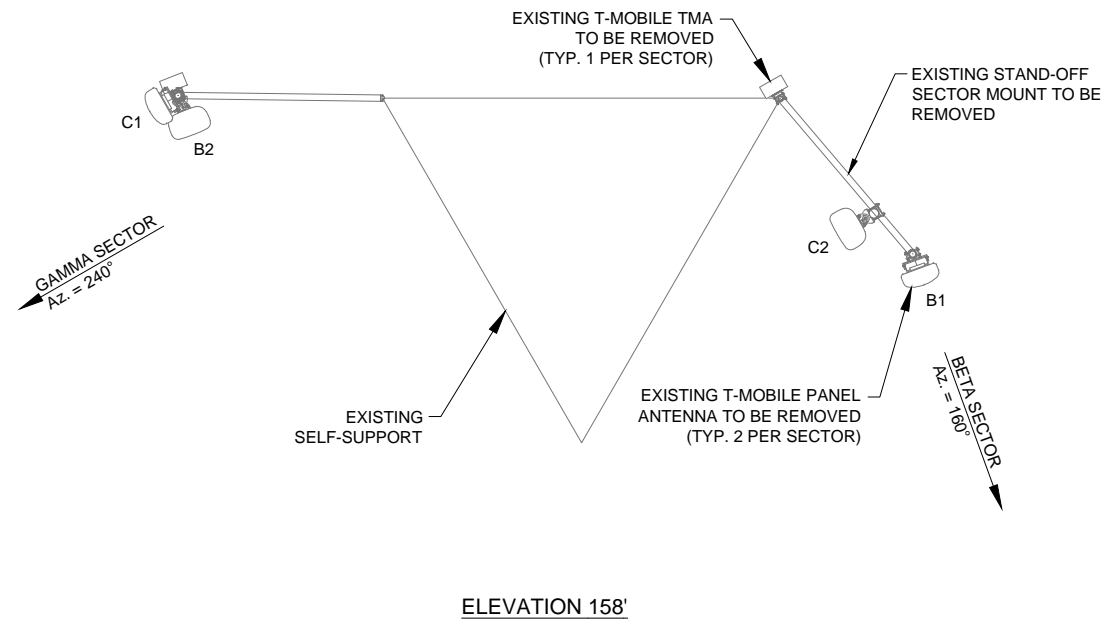 EXISTING T-MOBILE TMA
TO BE REMOVED
(TYP. 1 PER SECTOR)
EXISTING STAND-OFF
SECTOR MOUNT TO BE
REMOVED
C1
B2
GAMMA SECTOR
Az. = 240°
C2
B1
BETA SECTOR
Az. = 160°
EXISTING
SELF-SUPPORT
EXISTING T-MOBILE PANEL
ANTENNA TO BE REMOVED
(TYP. 2 PER SECTOR)
ELEVATION 158'